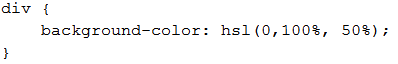 div {
    background-color: hsl(0,100%, 50%);
}